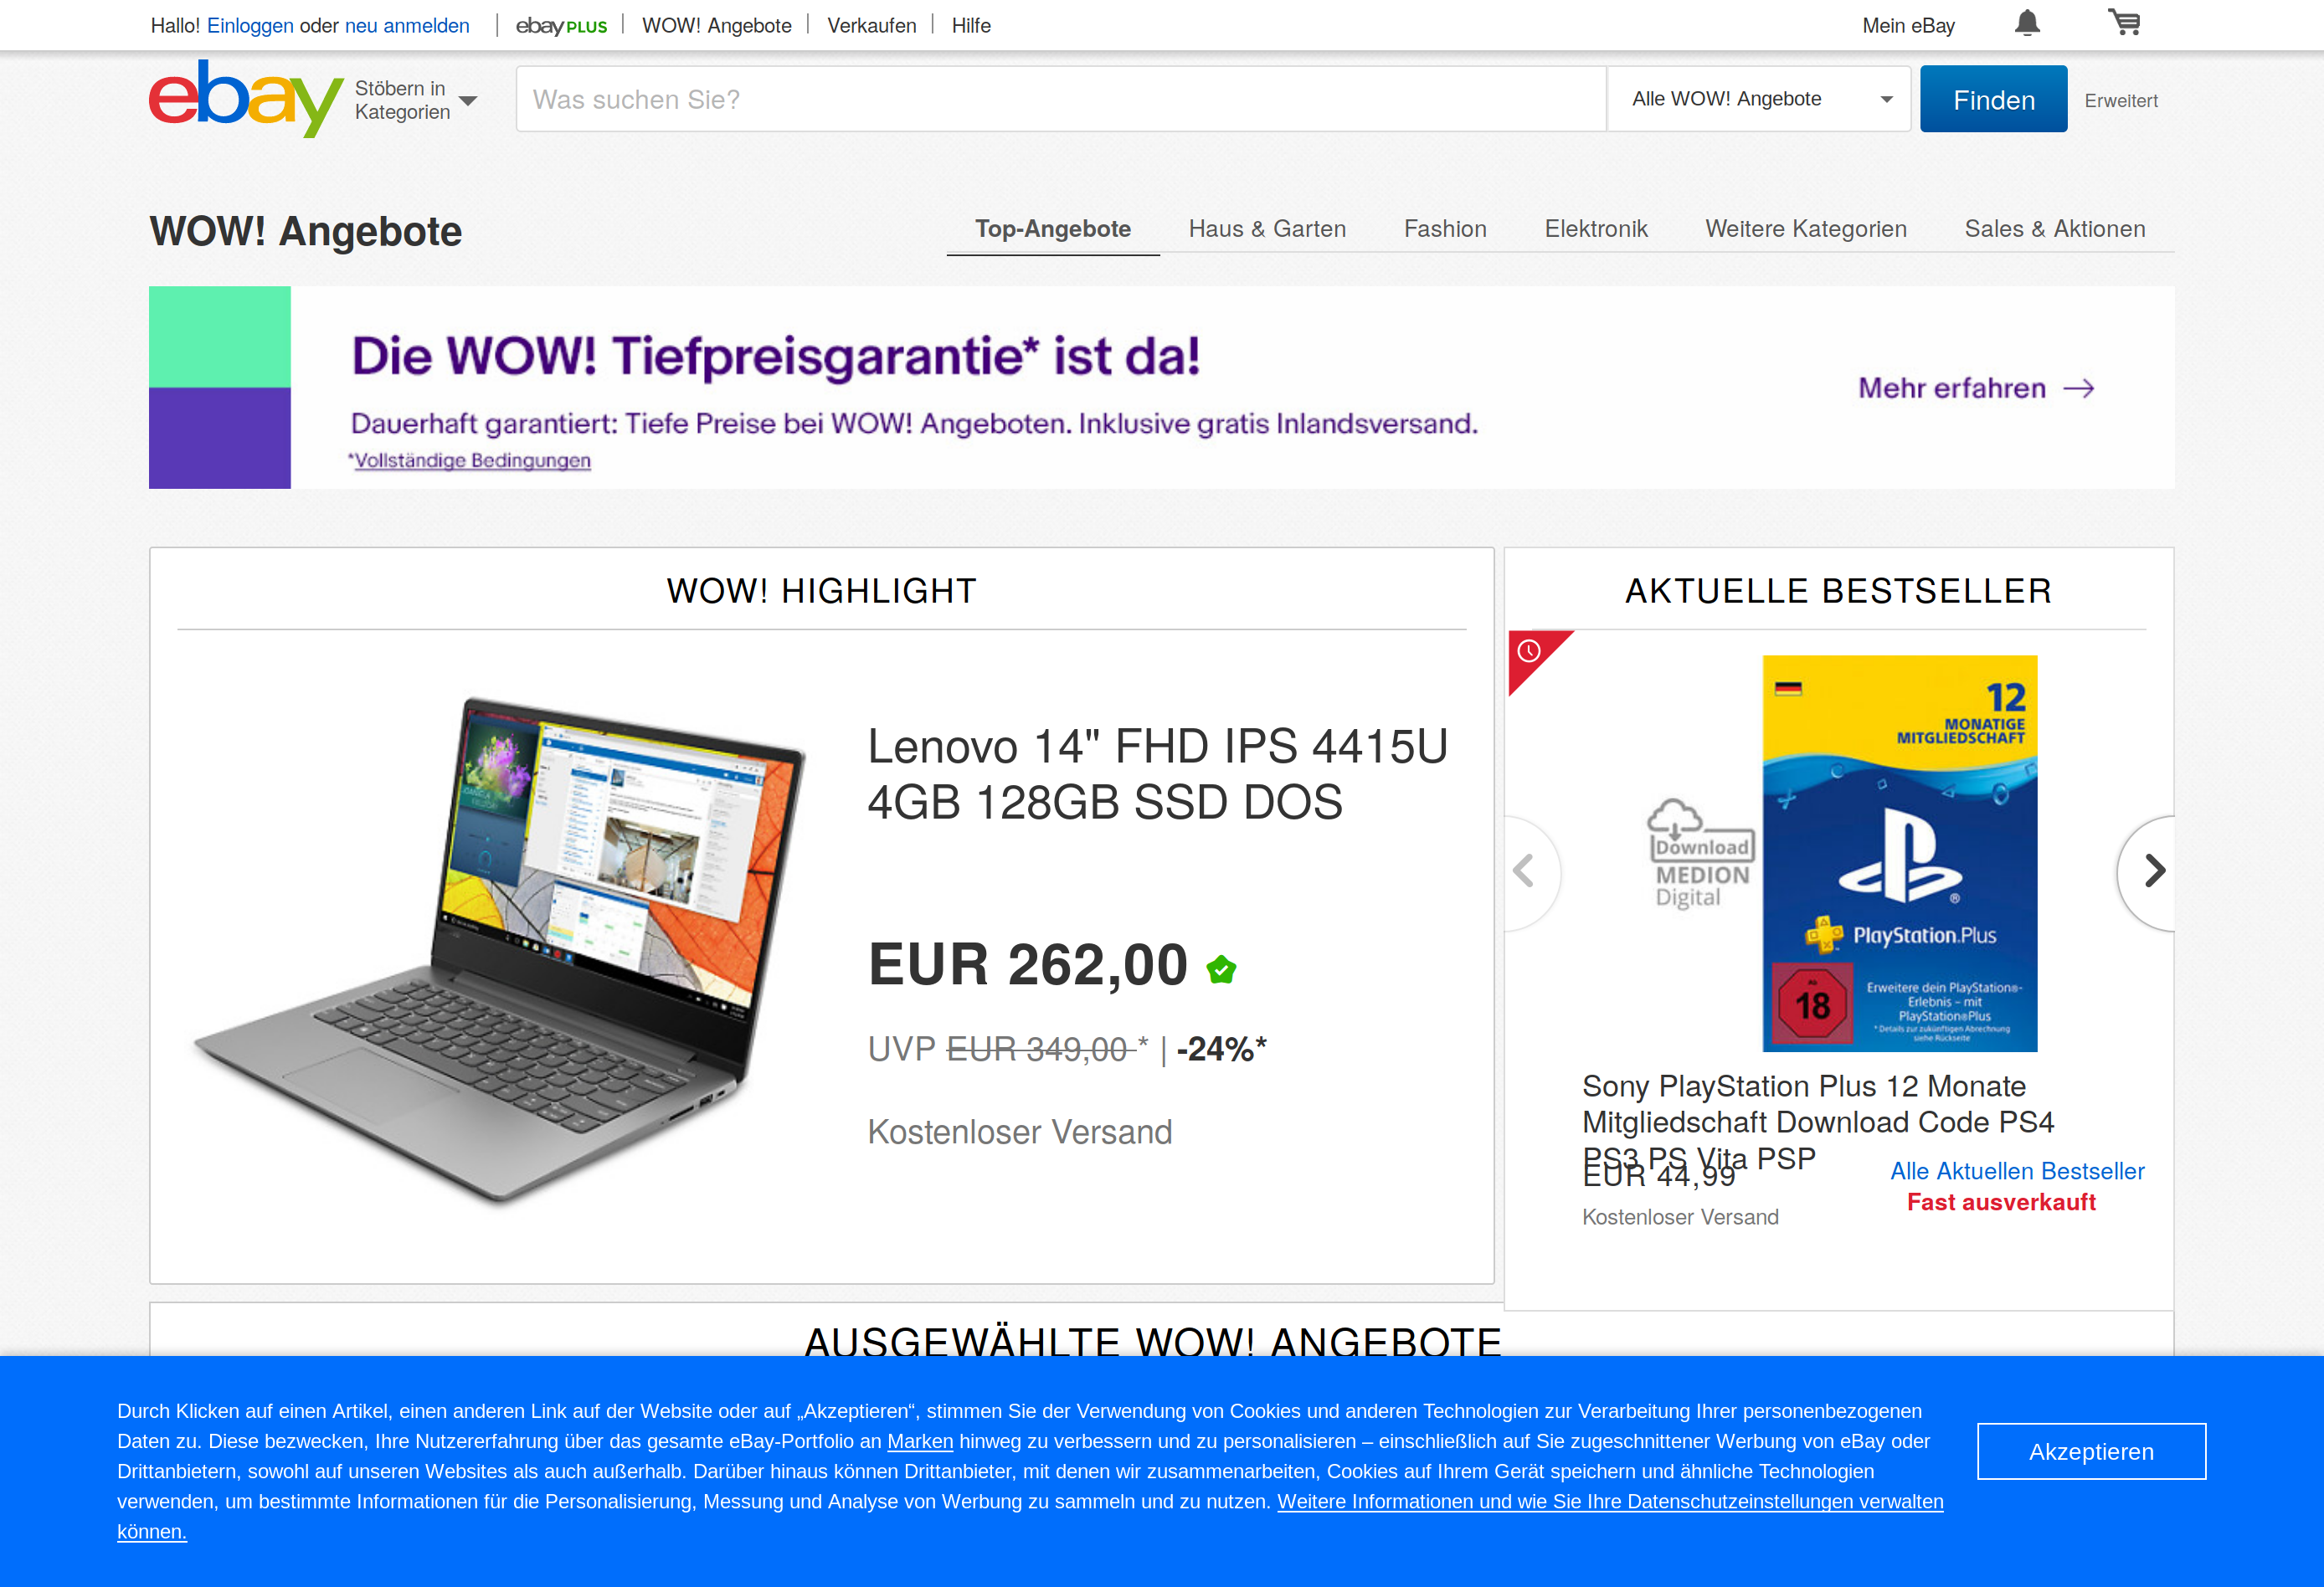 Hallo! Einloggen oder neu anmelden
ebay PLUS
WOW! Angebote
Verkaufen
Hilfe
Mein eBay
ebay
Stöbern in
Kategorien
Was suchen Sie?
Alle WOW! Angebote
Finden
Erweitert
WOW! Angebote
Top-Angebote
Haus & Garten
Fashion
Elektronik
Weitere Kategorien
Sales & Aktionen
Die WOW! Tiefpreisgarantie* ist da!
Dauerhaft garantiert: Tiefe Preise bei WOW! Angeboten. Inklusive gratis Inlandsversand.
*Vollständige Bedingungen
Mehr erfahren
WOW! HIGHLIGHT
Lenovo 14" FHD IPS 4415U
4GB 128GB SSD DOS
EUR 262,00
UVP EUR 349,00 * | -24%*
Kostenloser Versand
AKTUELLE BESTSELLER
12
MONATIGE
MITGLIEDSCHAFT
Download
MEDION
Digital
PlayStation.Plus
18
Erweitere dein PlayStation®-
Erlebnis – mit
PlayStation®Plus
* Details zur zukünftigen Abrechnung
siehe Rückseite
Sony PlayStation Plus 12 Monate
Mitgliedschaft Download Code PS4
PS3 PS Vita PSP
EUR 44,99
Alle Aktuellen Bestseller
Fast ausverkauft
Kostenloser Versand
AUSGEWÄHLTE WOW! ANGEBOTE
Durch Klicken auf einen Artikel, einen anderen Link auf der Website oder auf „Akzeptieren“, stimmen Sie der Verwendung von Cookies und anderen Technologien zur Verarbeitung Ihrer personenbezogenen
Daten zu. Diese bezwecken, Ihre Nutzererfahrung über das gesamte eBay-Portfolio an Marken hinweg zu verbessern und zu personalisieren – einschließlich auf Sie zugeschnittener Werbung von eBay oder
Drittanbietern, sowohl auf unseren Websites als auch außerhalb. Darüber hinaus können Drittanbieter, mit denen wir zusammenarbeiten, Cookies auf Ihrem Gerät speichern und ähnliche Technologien
verwenden, um bestimmte Informationen für die Personalisierung, Messung und Analyse von Werbung zu sammeln und zu nutzen. Weitere Informationen und wie Sie Ihre Datenschutzeinstellungen verwalten
können.
Akzeptieren